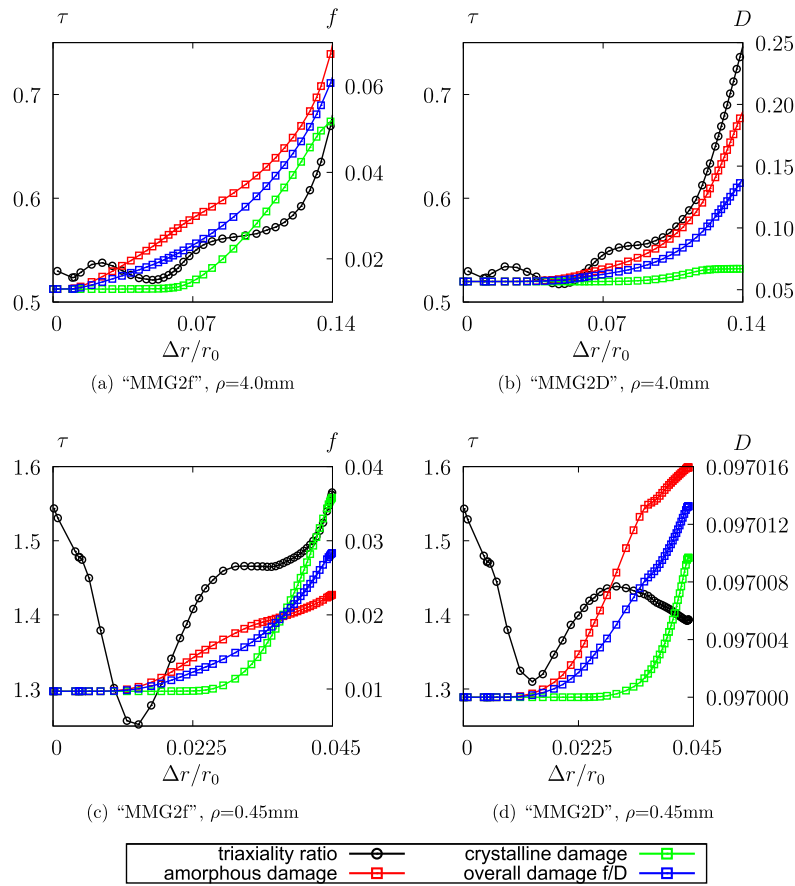 τ f τ D
0.7 0.6 0.5 0.06 0.04 0.02 0.7 0.6 0.5 0.25 0.20 0.15 0.10 0.05
0 0.07 0.14 0 0.07 0.14
Δr/r₀ Δr/r₀
(a) “MMG2f”, ρ=4.0mm (b) “MMG2D”, ρ=4.0mm
τ f τ D
1.6 1.5 1.4 1.3 0.04 0.03 0.02 0.01 1.6 1.5 1.4 1.3 0.097016 0.097012 0.097008 0.097004 0.097000
0 0.0225 0.045 0 0.0225 0.045
Δr/r₀ Δr/r₀
(c) “MMG2f”, ρ=0.45mm (d) “MMG2D”, ρ=0.45mm
triaxiality ratio crystalline damage
amorphous damage overall damage f/D